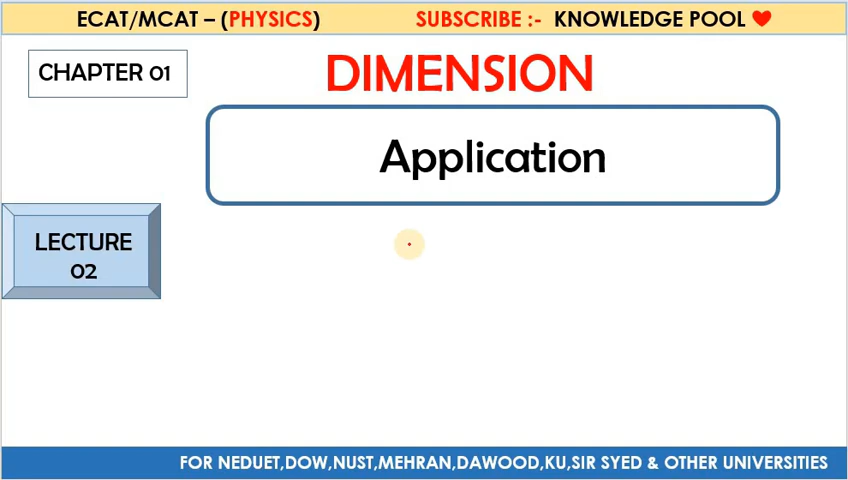 ECAT/MCAT – (PHYSICS) SUBSCRIBE :- KNOWLEDGE POOL ❤
CHAPTER 01
DIMENSION
Application
LECTURE
02
FOR NEDUET,DOW,NUST,MEHRAN,DAWOOD,KU,SIR SYED & OTHER UNIVERSITIES